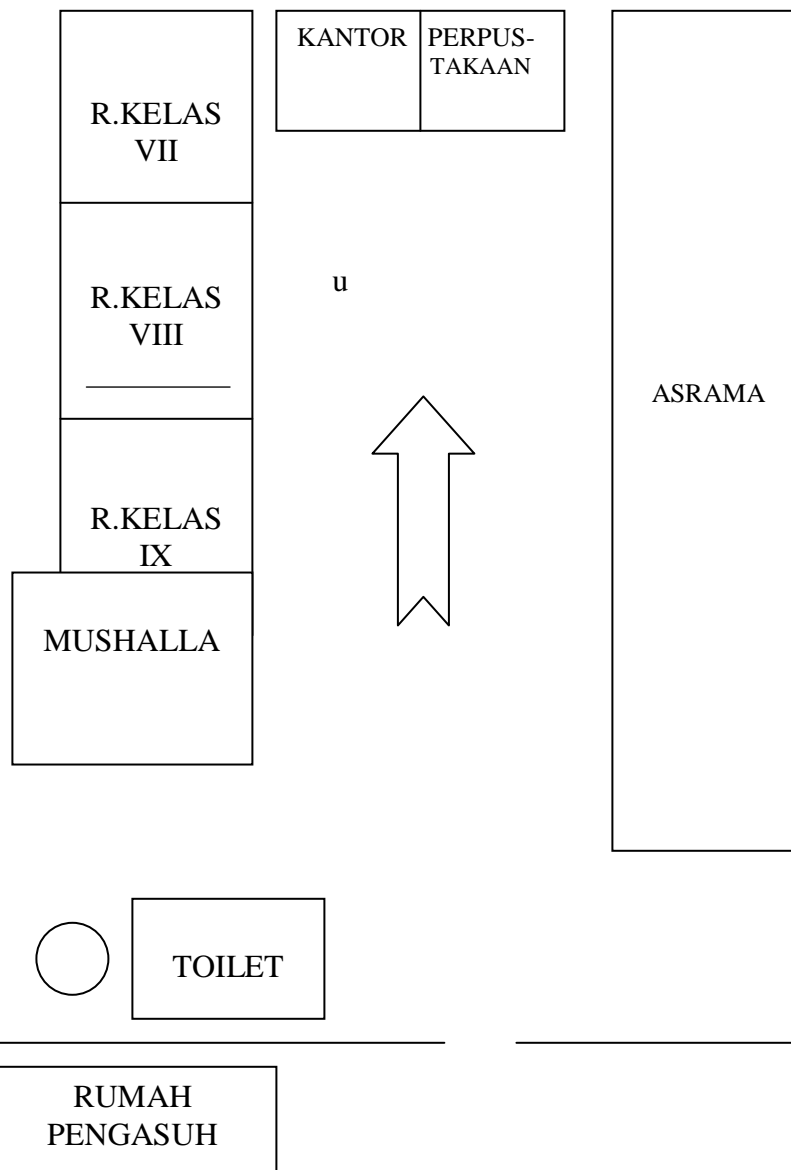 KANTOR
PERPUS-
TAKAAN
R.KELAS
VII
u
R.KELAS
VIII
ASRAMA
R.KELAS
IX
MUSHALLA
TOILET
RUMAH
PENGASUH